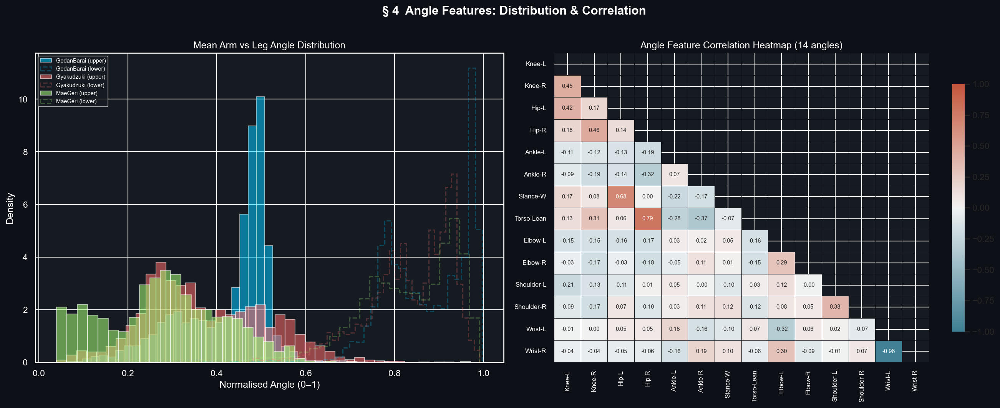 § 4  Angle Features: Distribution & Correlation
Mean Arm vs Leg Angle Distribution
GedanBarai (upper)
GedanBarai (lower)
Gyakudzuki (upper)
Gyakudzuki (lower)
MaeGeri (upper)
MaeGeri (lower)
Density
10
8
6
4
2
0
0.0 0.2 0.4 0.6 0.8 1.0
Normalised Angle (0–1)
Angle Feature Correlation Heatmap (14 angles)
Knee-L
Knee-R 0.45
Hip-L 0.42 0.17
Hip-R 0.18 0.46 0.14
Ankle-L -0.11 -0.12 -0.13 -0.19
Ankle-R -0.09 -0.19 -0.14 -0.32 0.07
Stance-W 0.17 0.08 0.68 0.00 -0.22 -0.17
Torso-Lean 0.13 0.31 0.06 0.79 -0.28 -0.37 -0.07
Elbow-L -0.15 -0.15 -0.16 -0.17 0.03 0.02 0.05 -0.16
Elbow-R -0.03 -0.17 -0.03 -0.18 -0.05 0.11 0.01 -0.15 0.29
Shoulder-L -0.21 -0.13 -0.11 0.01 0.05 -0.00 -0.10 0.03 0.12 -0.00
Shoulder-R -0.09 -0.17 0.07 -0.10 0.03 0.11 0.12 -0.12 0.08 0.05 0.38
Wrist-L -0.01 0.00 0.05 0.05 0.18 -0.16 -0.10 0.07 -0.32 0.06 0.02 -0.07
Wrist-R -0.04 -0.04 -0.05 -0.06 -0.16 0.19 0.10 -0.06 0.30 -0.09 -0.01 0.07 -0.98
Knee-L Knee-R Hip-L Hip-R Ankle-L Ankle-R Stance-W Torso-Lean Elbow-L Elbow-R Shoulder-L Shoulder-R Wrist-L Wrist-R
1.00
0.75
0.50
0.25
0.00
−0.25
−0.50
−0.75
−1.00